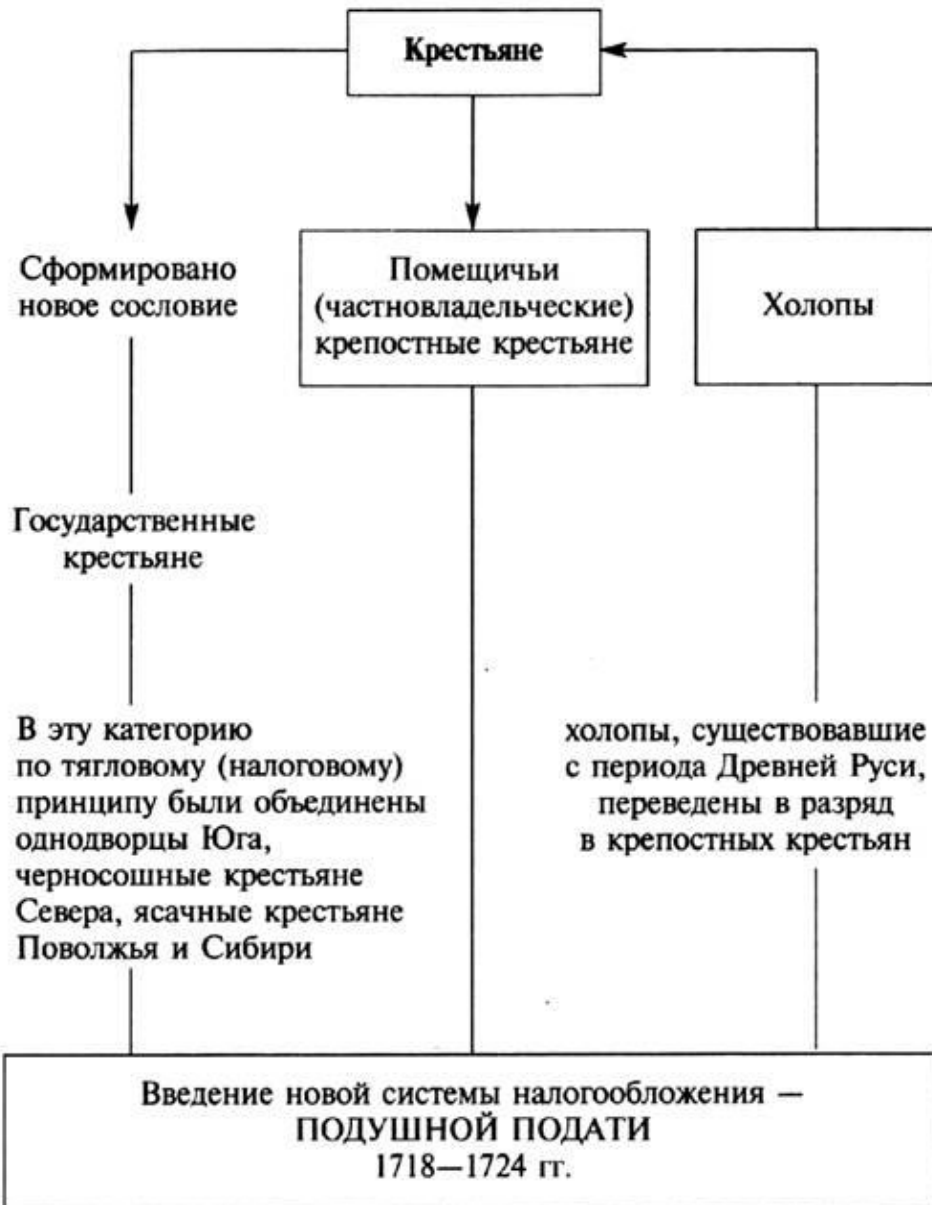 Крестьяне
Сформировано
новое сословие
Помещичьи
(частновладельческие)
крепостные крестьяне
Холопы
Государственные
крестьяне
В эту категорию
по тягловому (налоговому)
принципу были объединены
однодворцы Юга,
черносошные крестьяне
Севера, ясачные крестьяне
Поволжья и Сибири
холопы, существовавшие
с периода Древней Руси,
переведены в разряд
в крепостных крестьян
Введение новой системы налогообложения —
ПОДУШНОЙ ПОДАТИ
1718—1724 гг.